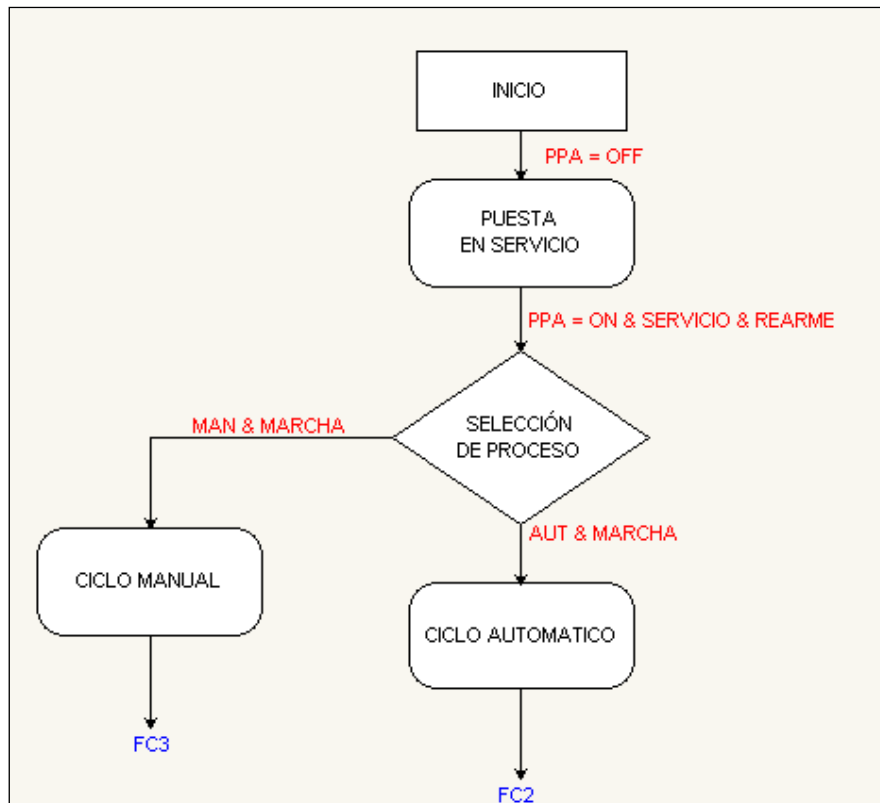 INICIO
PPA = OFF
PUESTA
EN SERVICIO
PPA = ON & SERVICIO & REARME
SELECCIÓN
DE PROCESO
MAN & MARCHA
AUT & MARCHA
CICLO MANUAL
CICLO AUTOMATICO
FC3
FC2